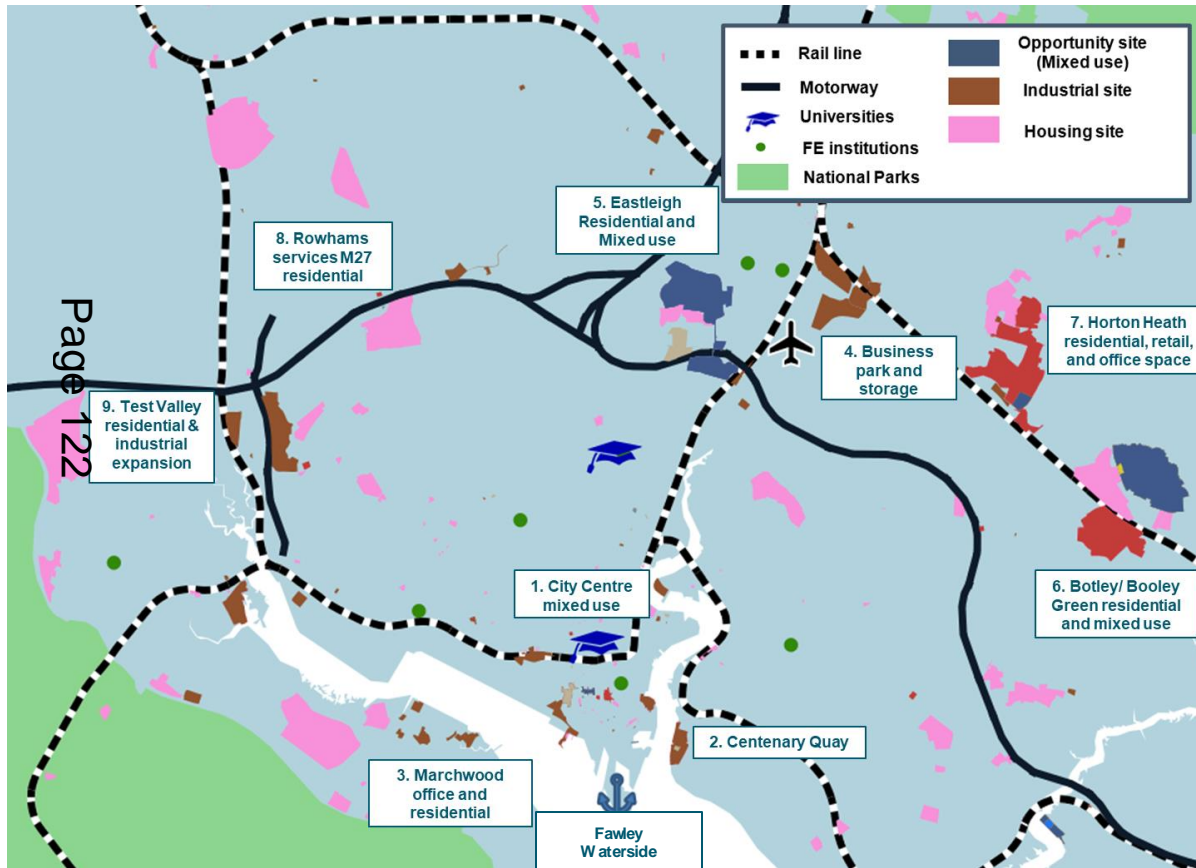 Rail line
Motorway
Universities
FE institutions
National Parks
Opportunity site
(Mixed use)
Industrial site
Housing site
5. Eastleigh
Residential and
Mixed use
8. Rowhams
services M27
residential
7. Horton Heath
residential, retail,
and office space
4. Business
park and
storage
Page 122
9. Test Valley
residential &
industrial
expansion
1. City Centre
mixed use
6. Botley/ Booley
Green residential
and mixed use
2. Centenary Quay
3. Marchwood
office and
residential
Fawley
Waterside